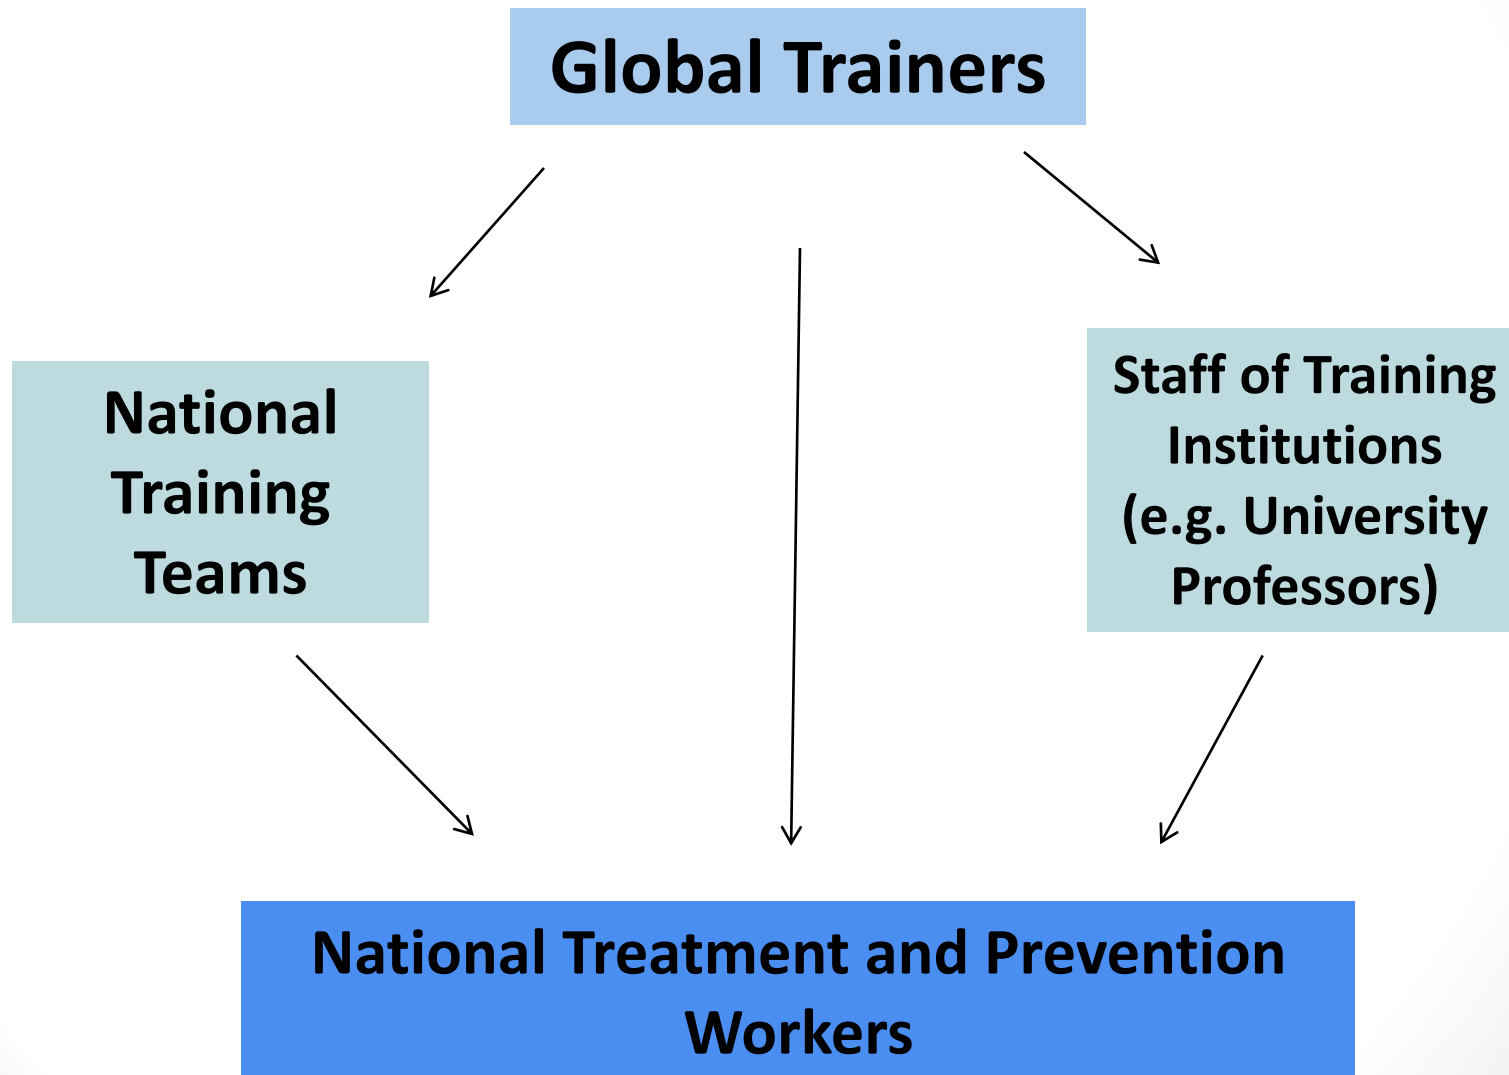 Global Trainers
National
Training
Teams
Staff of Training
Institutions
(e.g. University
Professors)
National Treatment and Prevention
Workers